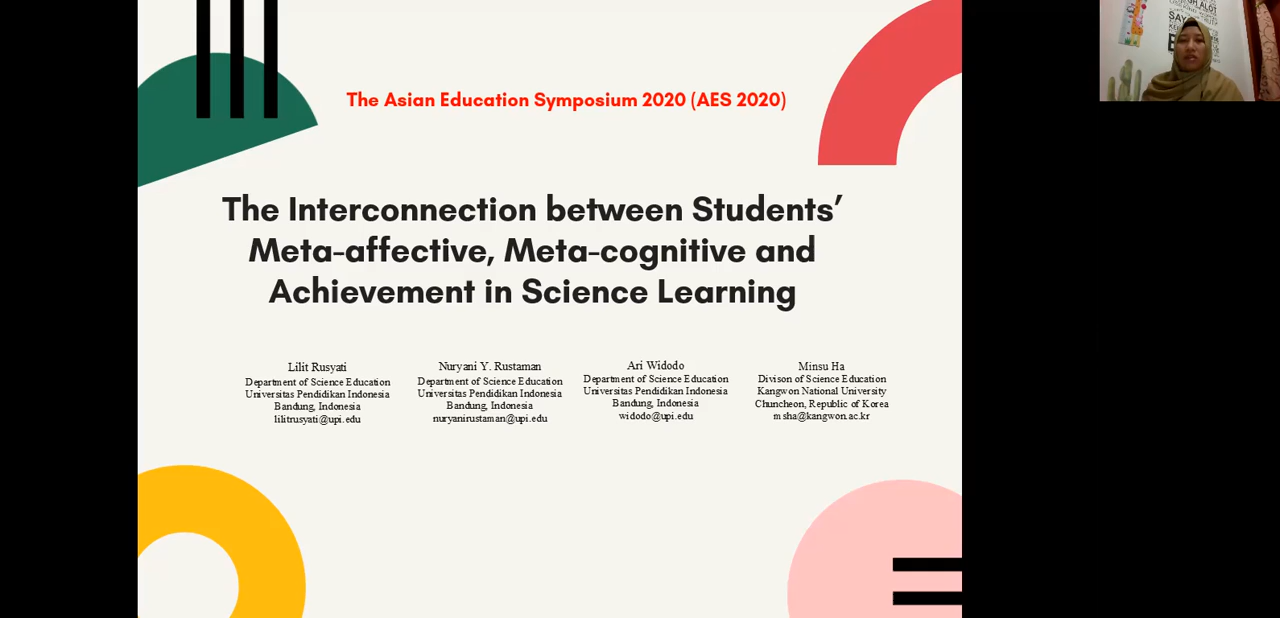 The Asian Education Symposium 2020 (AES 2020)
The Interconnection between Students’
Meta-affective, Meta-cognitive and
Achievement in Science Learning
Lilit Rusyati
Department of Science Education
Universitas Pendidikan Indonesia
Bandung, Indonesia
lilitrusyati@upi.edu
Nuryani Y. Rustaman
Department of Science Education
Universitas Pendidikan Indonesia
Bandung, Indonesia
nuryanirustaman@upi.edu
Ari Widodo
Department of Science Education
Universitas Pendidikan Indonesia
Bandung, Indonesia
widodo@upi.edu
Minsu Ha
Divison of Science Education
Kangwon National University
Chuncheon, Republic of Korea
msha@kangwon.ac.kr